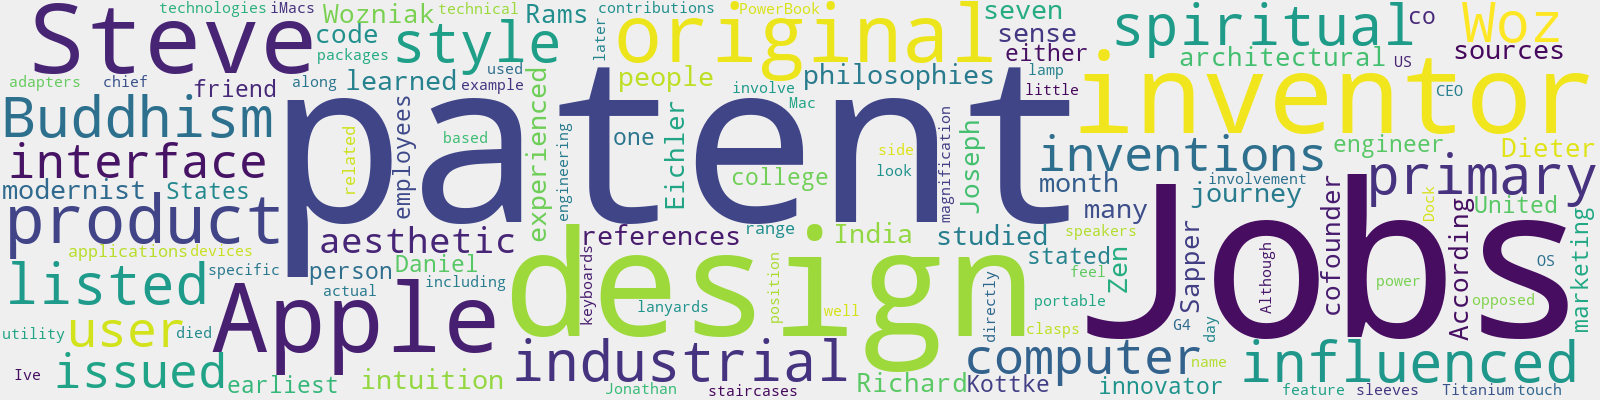 technologies iMacs
Wozniak technical
Rams contributions
PowerBook
seven
co
Woz
Steve
code
style
later
original
sense
spiritual
sources
packages
either
architectural US
adapters chief
friend
along learned
used
example
experienced
people
philosophies
involve
Mac
lamp
little
inventor
CEO
Buddhism
patent
employees
related
based
engineering
one
Eichler
side
look
magnification
Joseph
inventions
engineer
Dieter
interface
college
month
involvement
journey
primary
modernist States
many
Dock
United
product
aesthetic
references range India studied
speakers
stated
Zen
Sapper
Jobs
According
marketing
applications devices
listed
specific
person Daniel
actual
including
design
keyboards
lanyards
position
well
directly
feel
portable
clasps
Although
cofounder
power
opposed
OS
utility
user died
Apple
G4
day
Ive
issued
earliest
intuition
industrial
Jonathan
staircases
Richard
computer
Kottke
name
innovator
influenced
feature sleeves Titanium touch